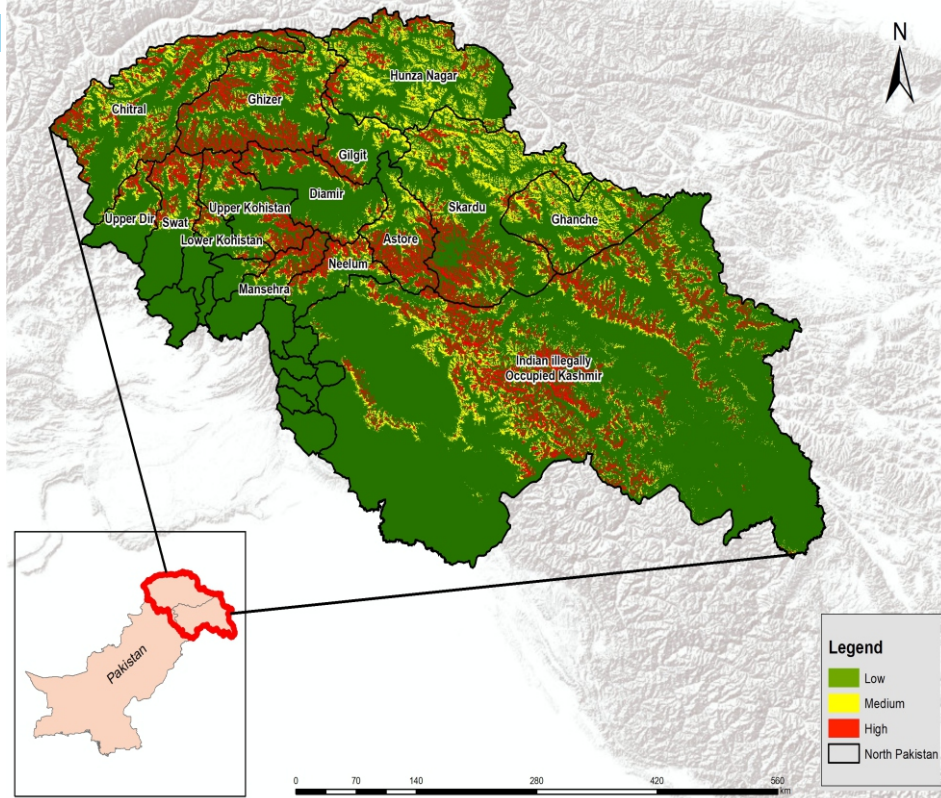 N
Hunza Nagar
Ghizer
Chitral
Gilgit
Diamir
Skardu
Upper Kohistan
Ghanche
Upper Dir
Swat
Lower Kohistan
Astore
Neelum
Mansehra
Indian illegally
Occupied Kashmir
Pakistan
Legend
Low
Medium
High
North Pakistan
0 70 140 280 420 560
km